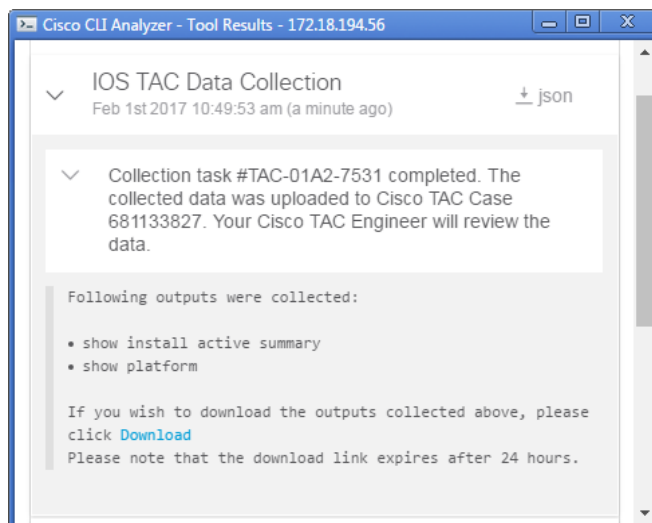 Cisco CLI Analyzer - Tool Results - 172.18.194.56
IOS TAC Data Collection
Feb 1st 2017 10:49:53 am (a minute ago)
json
Collection task #TAC-01A2-7531 completed. The
collected data was uploaded to Cisco TAC Case
681133827. Your Cisco TAC Engineer will review the
data.
Following outputs were collected:
• show install active summary
• show platform
If you wish to download the outputs collected above, please
click Download
Please note that the download link expires after 24 hours.